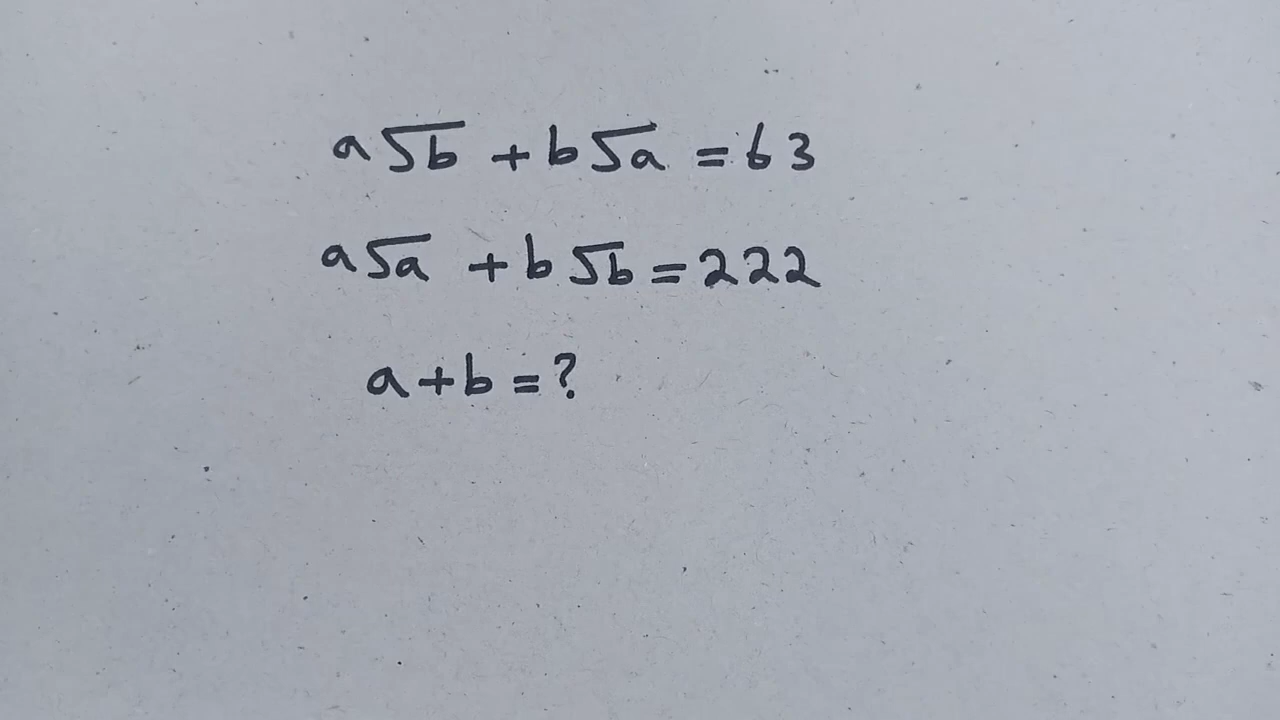 a√b + b√a = 63
a√a + b√b = 222
a + b = ?